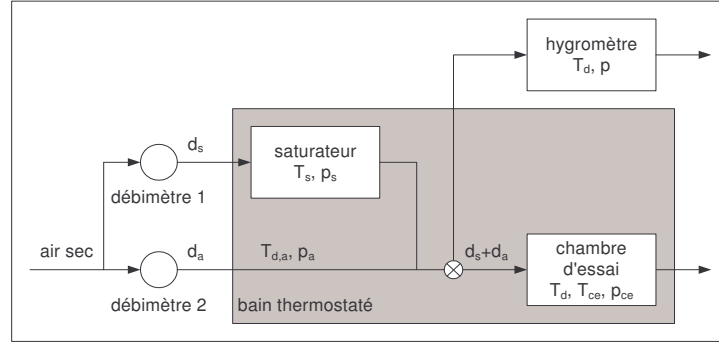 hygromètre
T_d, p
d_s
saturateur
T_s, p_s
débimètre 1
air sec
d_a
T_d,a, p_a
d_s+d_a
chambre
d'essai
T_d, T_ce, p_ce
débimètre 2
bain thermostaté